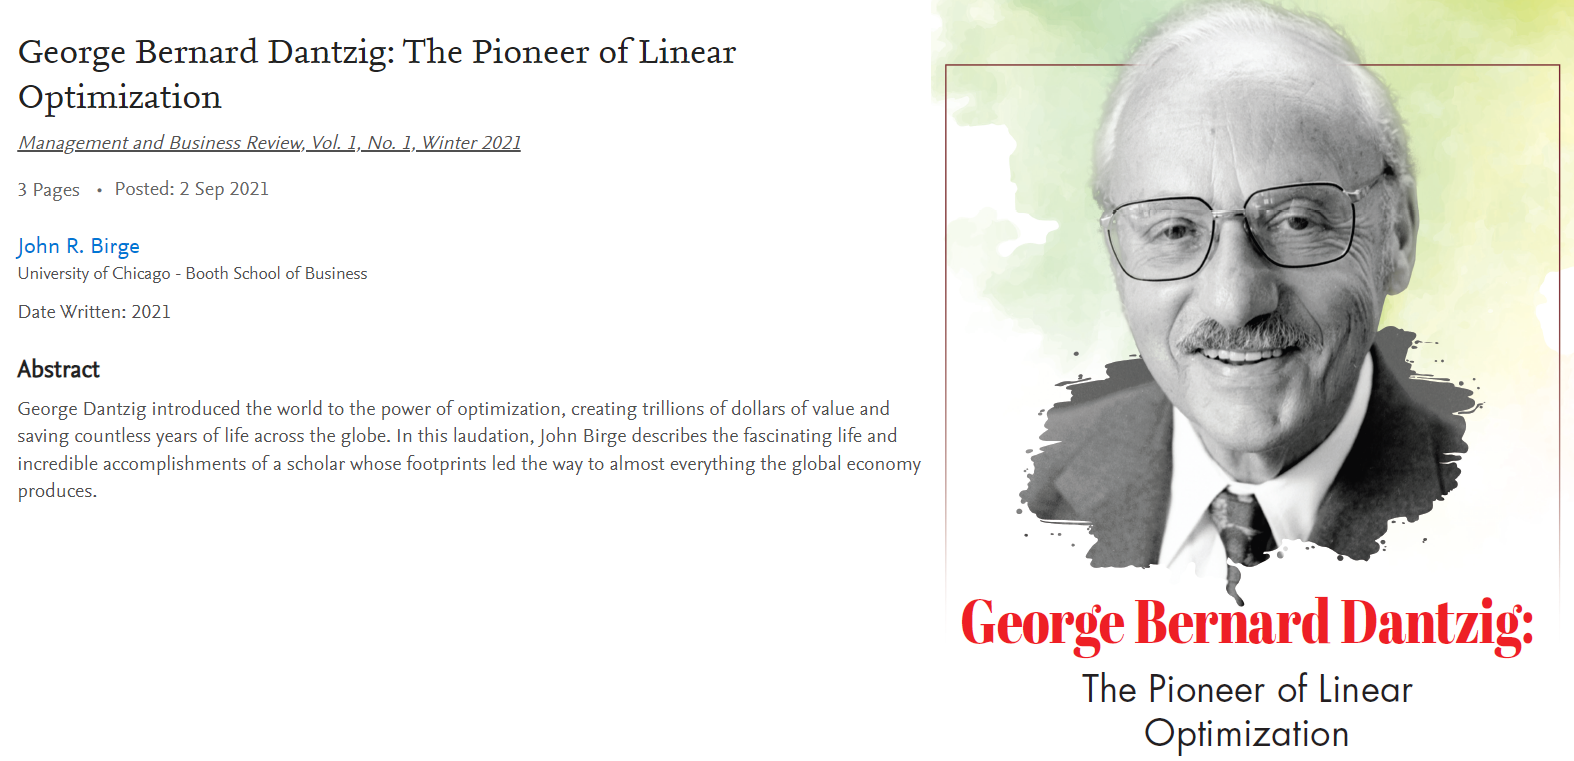 George Bernard Dantzig: The Pioneer of Linear
Optimization
Management and Business Review, Vol. 1, No. 1, Winter 2021
3 Pages • Posted: 2 Sep 2021
John R. Birge
University of Chicago - Booth School of Business
Date Written: 2021
Abstract
George Dantzig introduced the world to the power of optimization, creating trillions of dollars of value and
saving countless years of life across the globe. In this laudation, John Birge describes the fascinating life and
incredible accomplishments of a scholar whose footprints led the way to almost everything the global economy
produces.
George Bernard Dantzig:
The Pioneer of Linear
Optimization